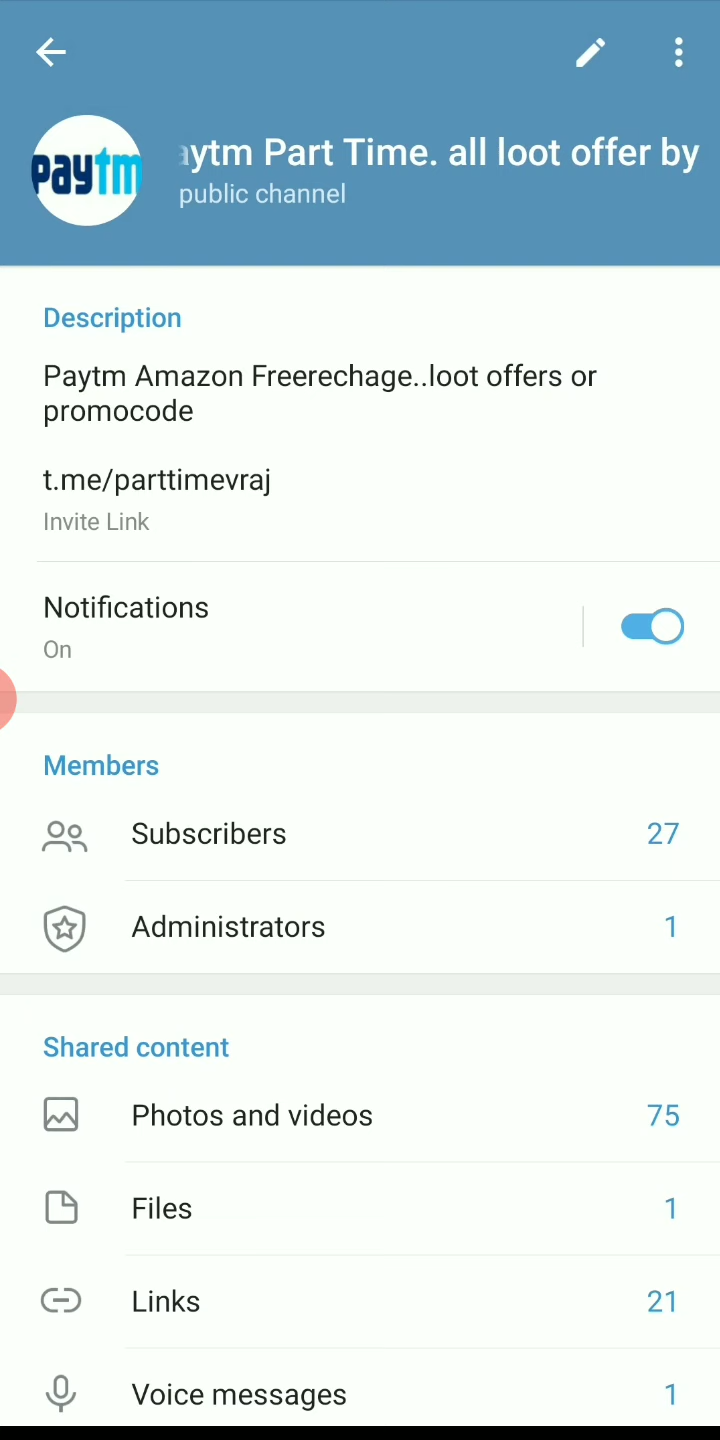 paytm
aytm Part Time. all loot offer by
public channel
Description
Paytm Amazon Freerechage..loot offers or
promocode
t.me/parttimevraj
Invite Link
Notifications
On
Members
Subscribers 27
Administrators 1
Shared content
Photos and videos 75
Files 1
Links 21
Voice messages 1